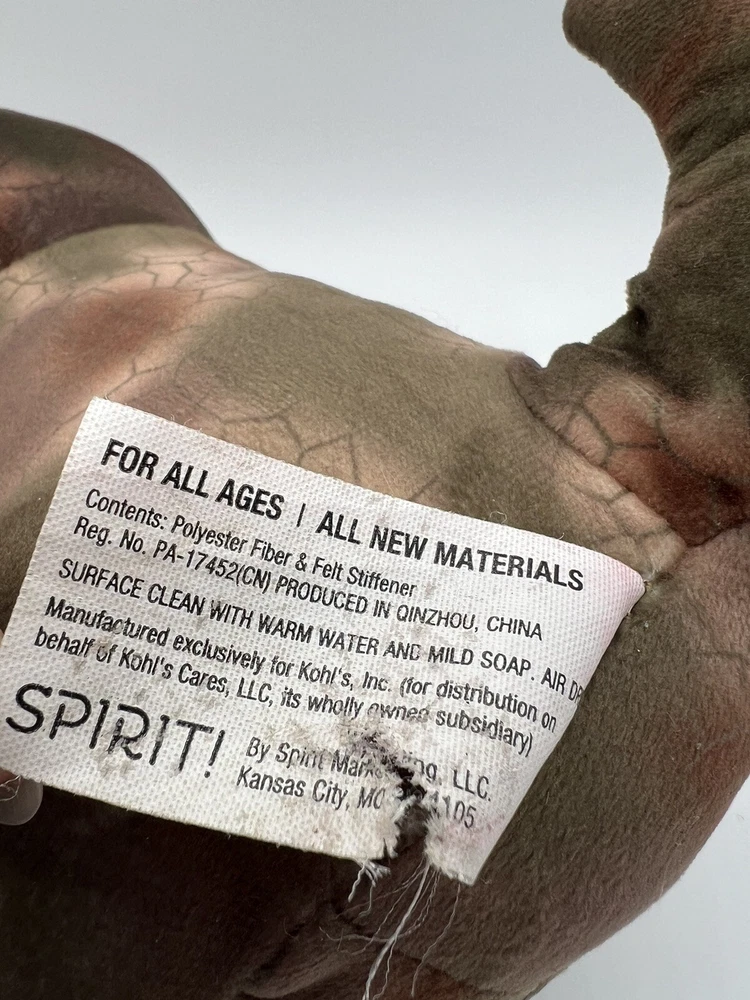 FOR ALL AGES | ALL NEW MATERIALS
Contents: Polyester Fiber & Felt Stiffener
Reg. No. PA-17452(CN) PRODUCED IN QINZHOU, CHINA
SURFACE CLEAN WITH WARM WATER AND MILD SOAP. AIR
Manufactured exclusively for Kohl's, Inc. (for distribution on
behalf of Kohl's Cares, LLC, its wholly owned subsidiary)
SPIRIT!
By Spirit LLC.
Kansas City, MO